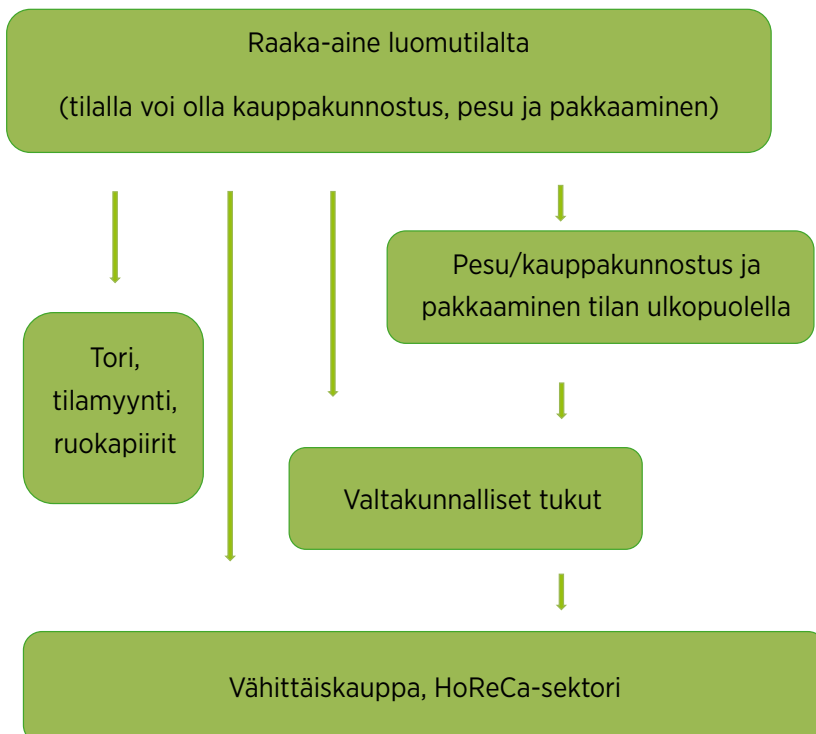 Raaka-aine luomutilalta
(tilalla voi olla kauppakunnostus, pesu ja pakkaaminen)
Pesu/kauppakunnostus ja
pakkaaminen tilan ulkopuolella
Tori,
tilamyynti,
ruokapiirit
Valtakunnalliset tukut
Vähittäiskauppa, HoReCa-sektori